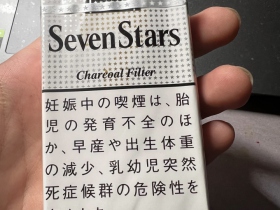 Seven Stars
Charcoal Filter
妊娠中の喫煙は、胎
児の発育不全のほ
か、早産や出生体重
の減少、乳幼児突然
死症候群の危険性を